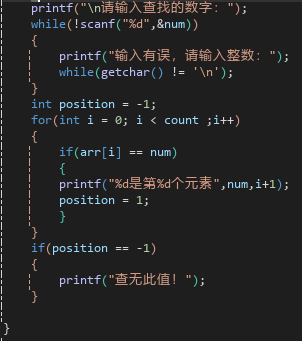 printf("\n请输入查找的数字：");
while(!scanf("%d",&num))
{
printf("输入有误，请输入整数：");
while(getchar() != '\n');
}
int position = -1;
for(int i = 0; i < count ;i++)
{
if(arr[i] == num)
{
printf("%d是第%d个元素",num,i+1);
position = 1;
}
}
if(position == -1)
{
printf("查无此值！");
}
}